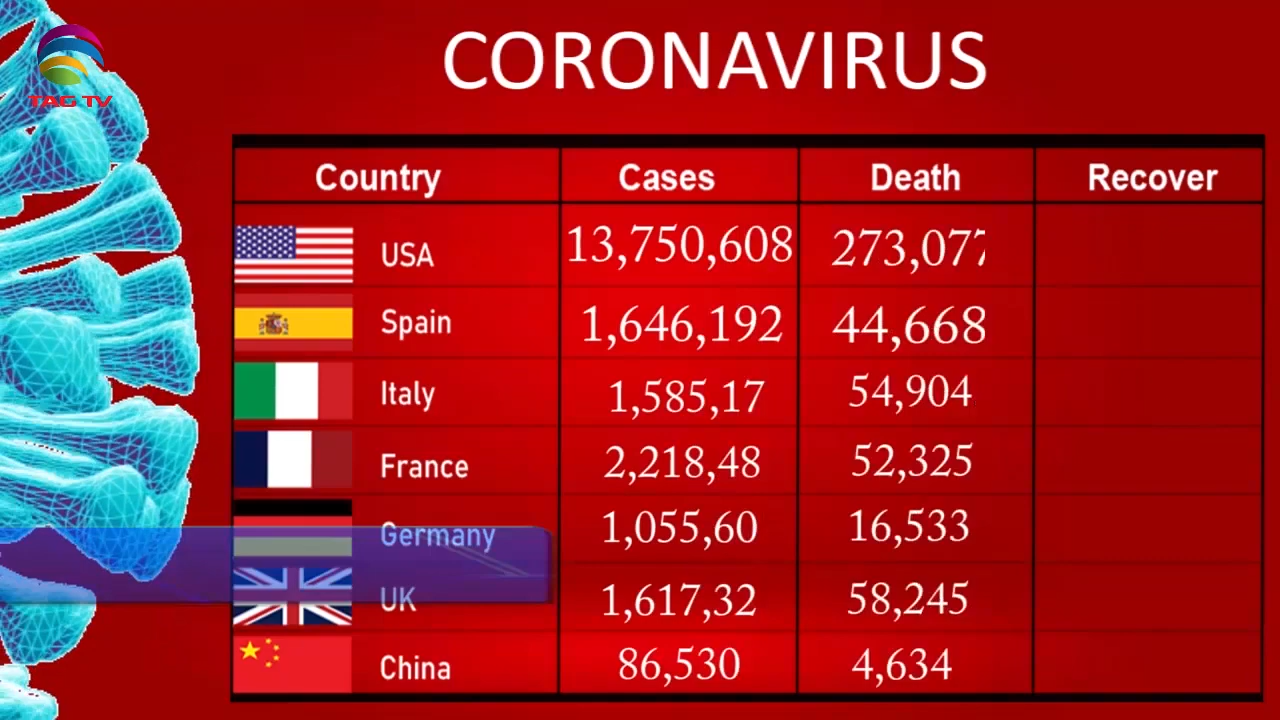 TAG TV
CORONAVIRUS
Country Cases Death Recover
USA 13,750,608 273,077
Spain 1,646,192 44,668
Italy 1,585,17 54,904
France 2,218,48 52,325
Germany 1,055,60 16,533
UK 1,617,32 58,245
China 86,530 4,634